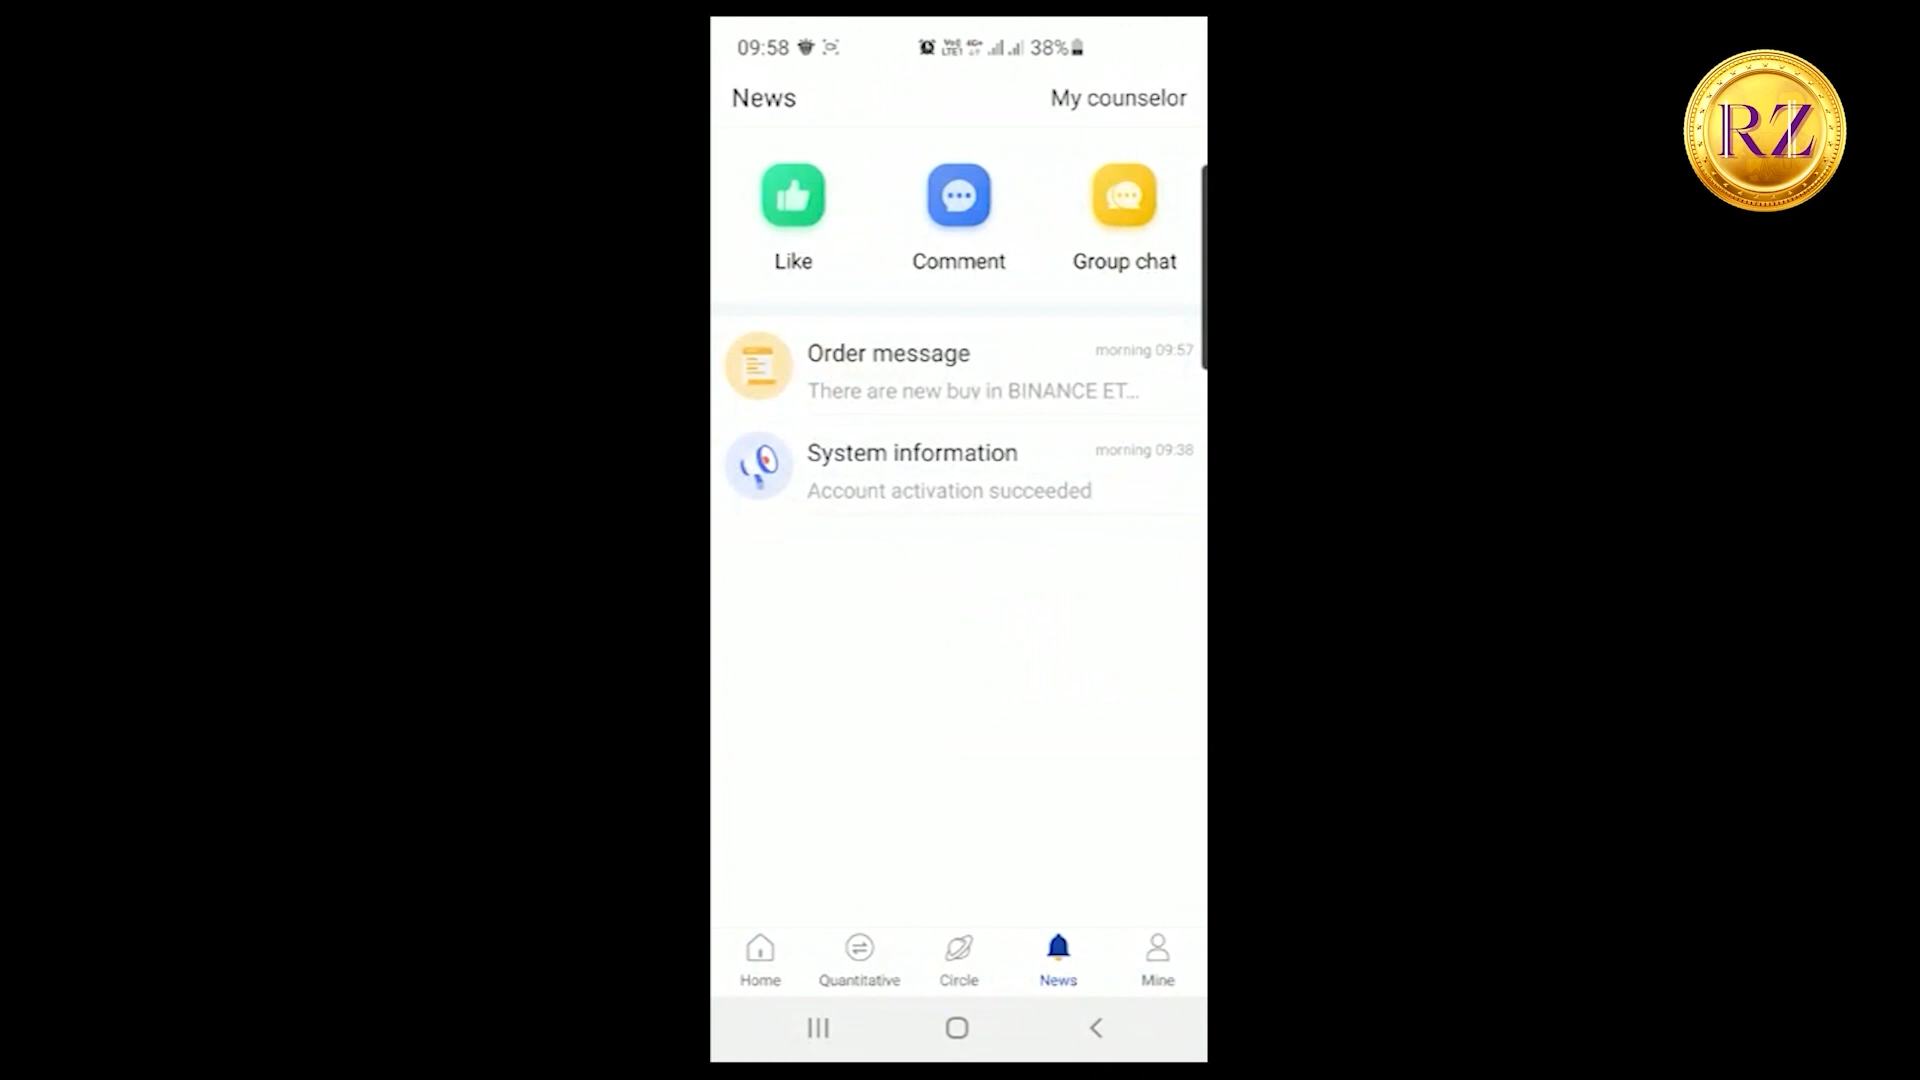 09:58 38%
News My counselor
RZ
Like Comment Group chat
Order message morning 09:57
There are new buy in BINANCE ET...
System information morning 09:38
Account activation succeeded
Home Quantitative Circle News Mine